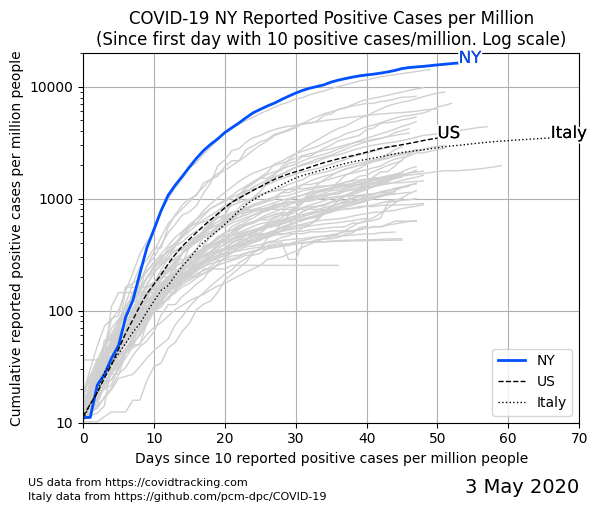 COVID-19 NY Reported Positive Cases per Million
(Since first day with 10 positive cases/million. Log scale)
Cumulative reported positive cases per million people
10000
1000
100
10
NY
US
Italy
NY
US
Italy
0
10
20
30
40
50
60
70
Days since 10 reported positive cases per million people
US data from https://covidtracking.com
Italy data from https://github.com/pcm-dpc/COVID-19
3 May 2020